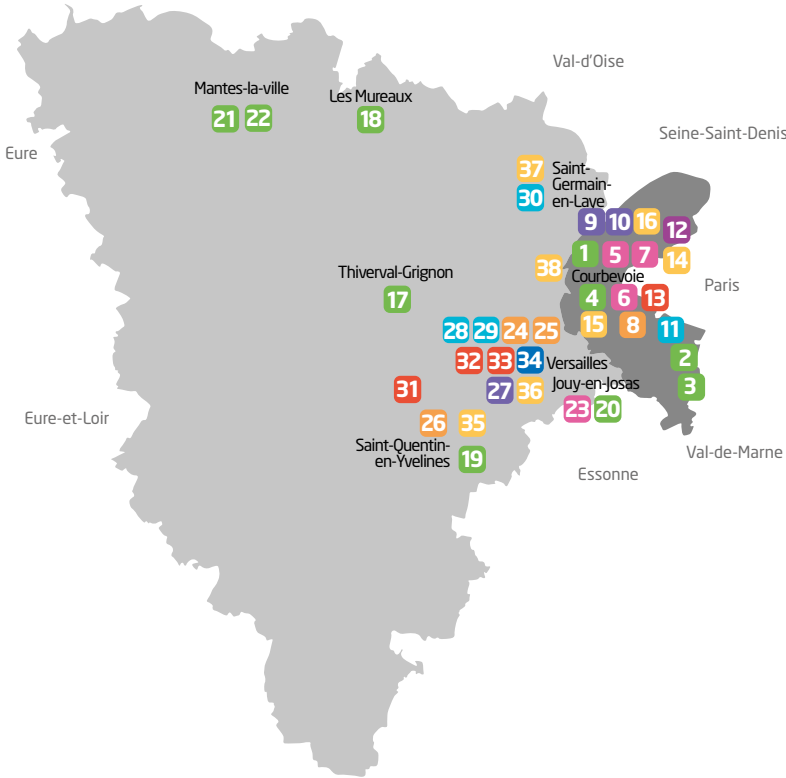 Val-d'Oise
Mantes-la-ville
Les Mureaux
21 22
18
Seine-Saint-Denis
Eure
37
Saint-
Germain-
en-Laye
30
9 10 16 12
1 5 7 14
38
Thiverval-Grignon
Courbevoie
Paris
17
4 6 13
15 8 11
28 29 24 25
32 33 34 Versailles
2
31
27 36
Jouy-en-Josas
3
23 20
Eure-et-Loir
26 35
Saint-Quentin-
en-Yvelines
19
Val-de-Marne
Essonne